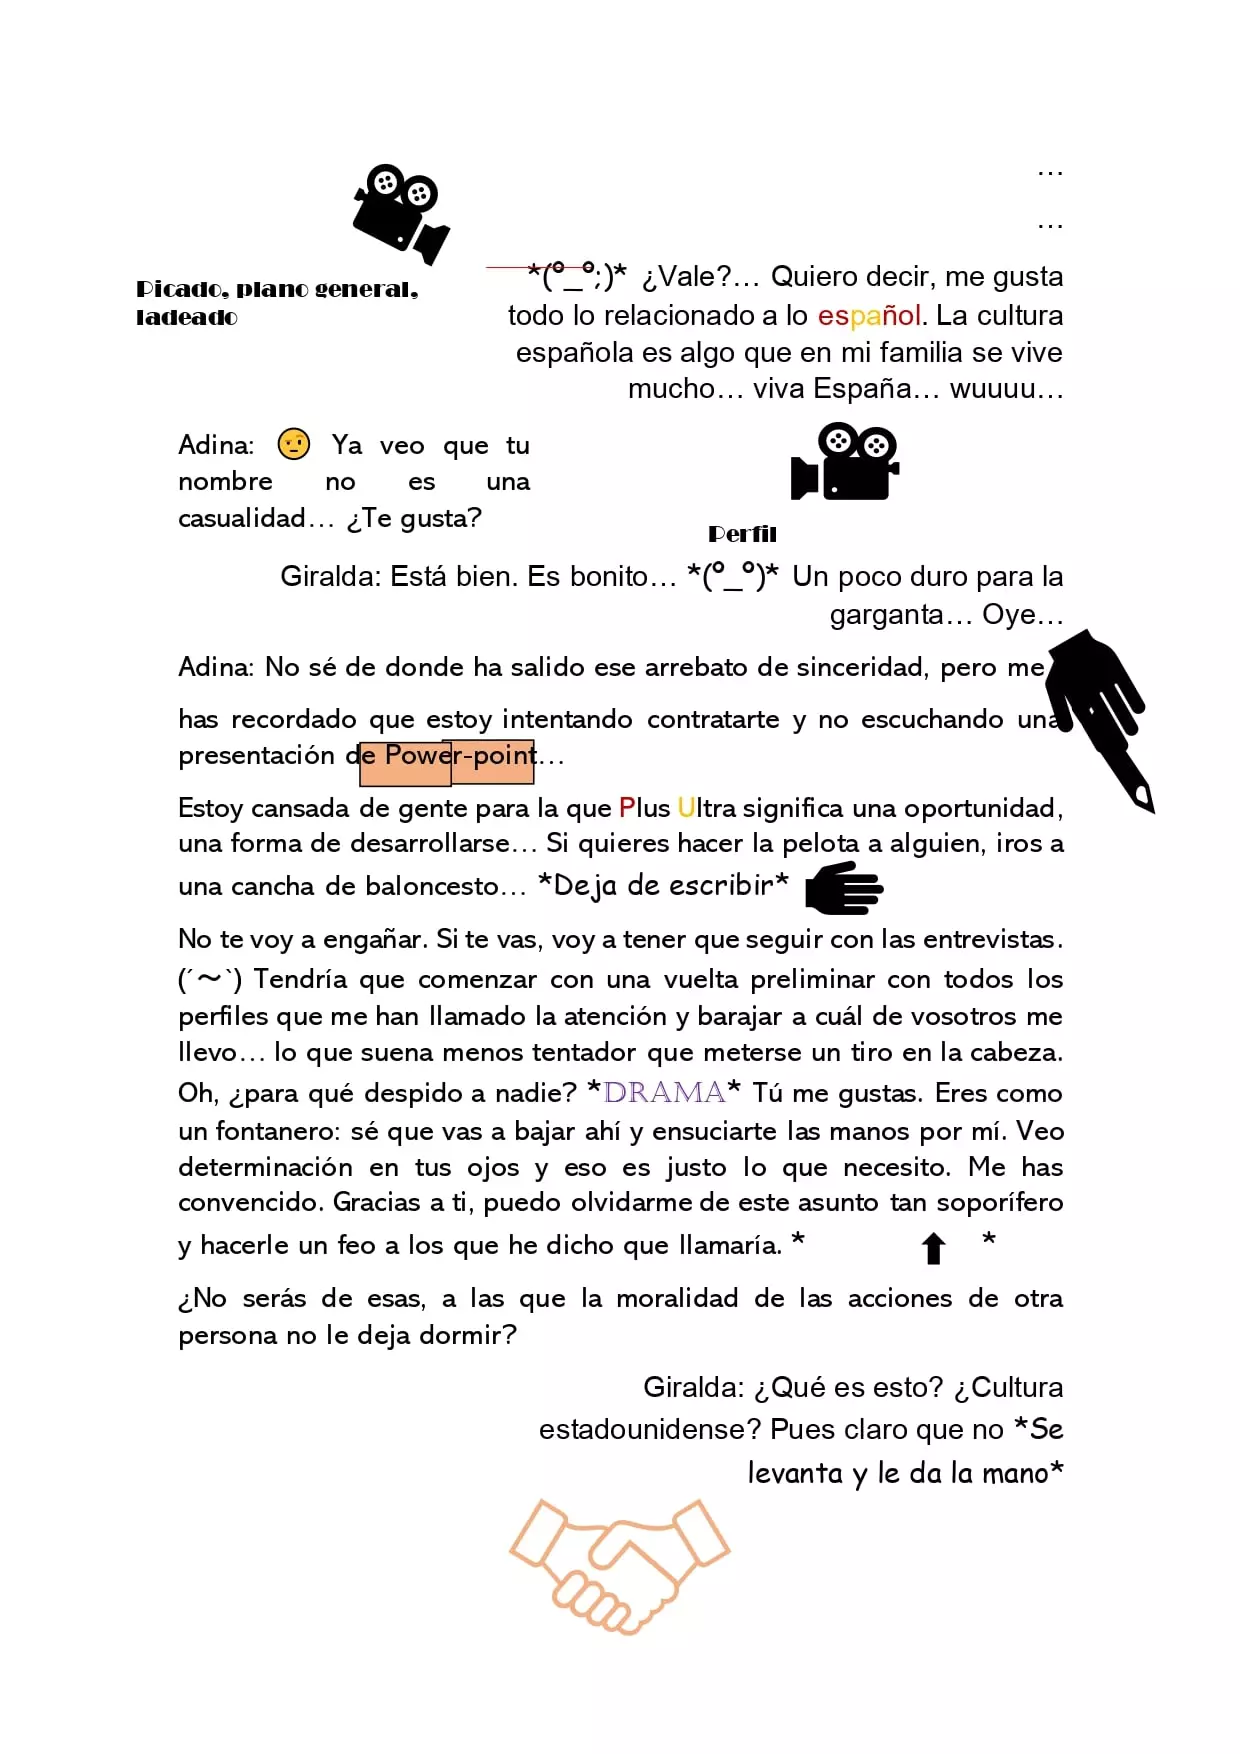 …
…
Picado, plano general,
ladeado
*(°_°;)* ¿Vale?… Quiero decir, me gusta
todo lo relacionado a lo español. La cultura
española es algo que en mi familia se vive
mucho… viva España… wuuuu…
Adina: 🤨 Ya veo que tu
nombre no es una
casualidad… ¿Te gusta?
Perfil
Giralda: Está bien. Es bonito… *(°_°)* Un poco duro para la
garganta… Oye…
Adina: No sé de donde ha salido ese arrebato de sinceridad, pero me
has recordado que estoy intentando contratarte y no escuchando una
presentación de Power-point…
Estoy cansada de gente para la que Plus Ultra significa una oportunidad,
una forma de desarrollarse… Si quieres hacer la pelota a alguien, iros a
una cancha de baloncesto… *Deja de escribir*
No te voy a engañar. Si te vas, voy a tener que seguir con las entrevistas.
(´～`) Tendría que comenzar con una vuelta preliminar con todos los
perfiles que me han llamado la atención y barajar a cuál de vosotros me
llevo… lo que suena menos tentador que meterse un tiro en la cabeza.
Oh, ¿para qué despido a nadie? *DRAMA* Tú me gustas. Eres como
un fontanero: sé que vas a bajar ahí y ensuciarte las manos por mí. Veo
determinación en tus ojos y eso es justo lo que necesito. Me has
convencido. Gracias a ti, puedo olvidarme de este asunto tan soporífero
y hacerle un feo a los que he dicho que llamaría. * *
¿No serás de esas, a las que la moralidad de las acciones de otra
persona no le deja dormir?
Giralda: ¿Qué es esto? ¿Cultura
estadounidense? Pues claro que no *Se
levanta y le da la mano*